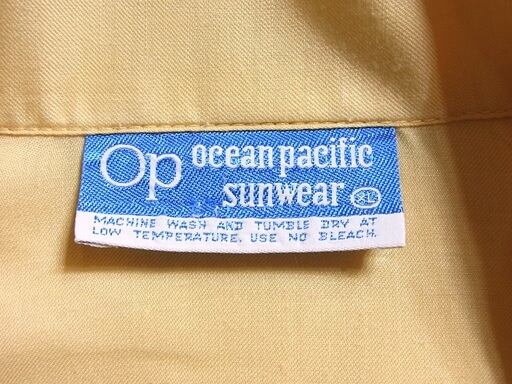 Op ocean pacific
sunwear XL
MACHINE WASH AND TUMBLE DRY AT
LOW TEMPERATURE. USE NO BLEACH.